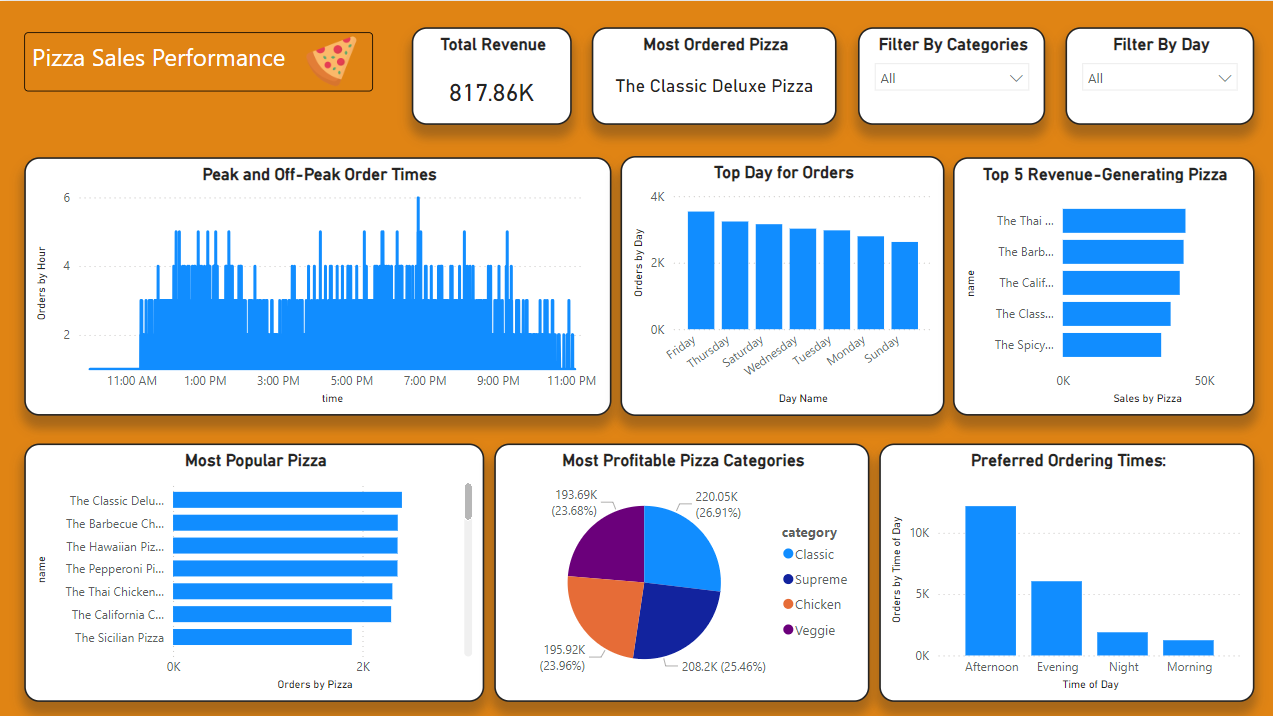 Pizza Sales Performance
Total Revenue
817.86K
Most Ordered Pizza
The Classic Deluxe Pizza
Filter By Categories
All
Filter By Day
All
Peak and Off-Peak Order Times
Orders by Hour
6
4
2
11:00 AM
1:00 PM
3:00 PM
5:00 PM
7:00 PM
9:00 PM
11:00 PM
time
Top Day for Orders
Orders by Day
4K
2K
0K
Friday
Thursday
Saturday
Wednesday
Tuesday
Monday
Sunday
Day Name
Top 5 Revenue-Generating Pizza
name
The Thai ...
The Barb...
The Calif...
The Class...
The Spicy...
0K
50K
Sales by Pizza
Most Popular Pizza
name
The Classic Delu...
The Barbecue Ch...
The Hawaiian Piz...
The Pepperoni Pi...
The Thai Chicken...
The California C...
The Sicilian Pizza
0K
2K
Orders by Pizza
Most Profitable Pizza Categories
193.69K
(23.68%)
220.05K
(26.91%)
195.92K
(23.96%)
208.2K (25.46%)
category
Classic
Supreme
Chicken
Veggie
Preferred Ordering Times:
Orders by Time of Day
10K
5K
0K
Afternoon
Evening
Night
Morning
Time of Day